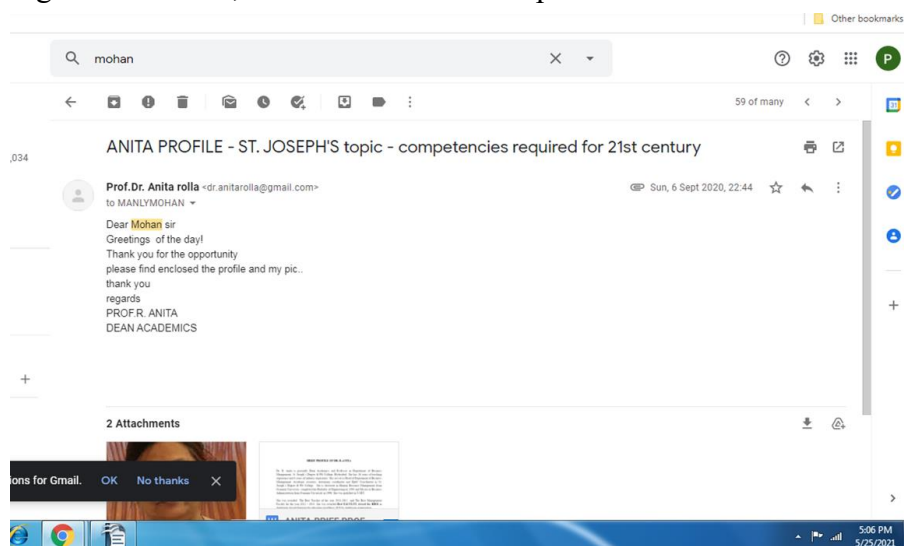 Other bookmarks
mohan
P
59 of many
,034
ANITA PROFILE - ST. JOSEPH'S topic - competencies required for 21st century
Prof.Dr. Anita rolla <dr.anitarolla@gmail.com>
Sun, 6 Sept 2020, 22:44
to MANLYMOHAN
Dear Mohan sir
Greetings of the day!
Thank you for the opportunity
please find enclosed the profile and my pic..
thank you
regards
PROF.R. ANITA
DEAN ACADEMICS
2 Attachments
ions for Gmail. OK No thanks
ANITA BRIEF PROF
5:06 PM
5/25/2021